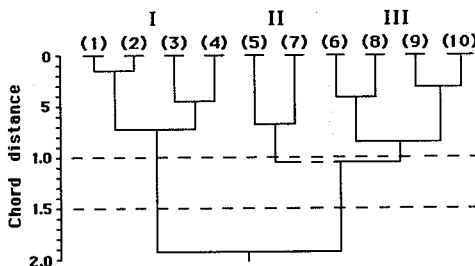 I II III
(1) (2) (3) (4) (5) (7) (6) (8) (9) (10)
0
5
1.0
1.5
2.0
Chord distance